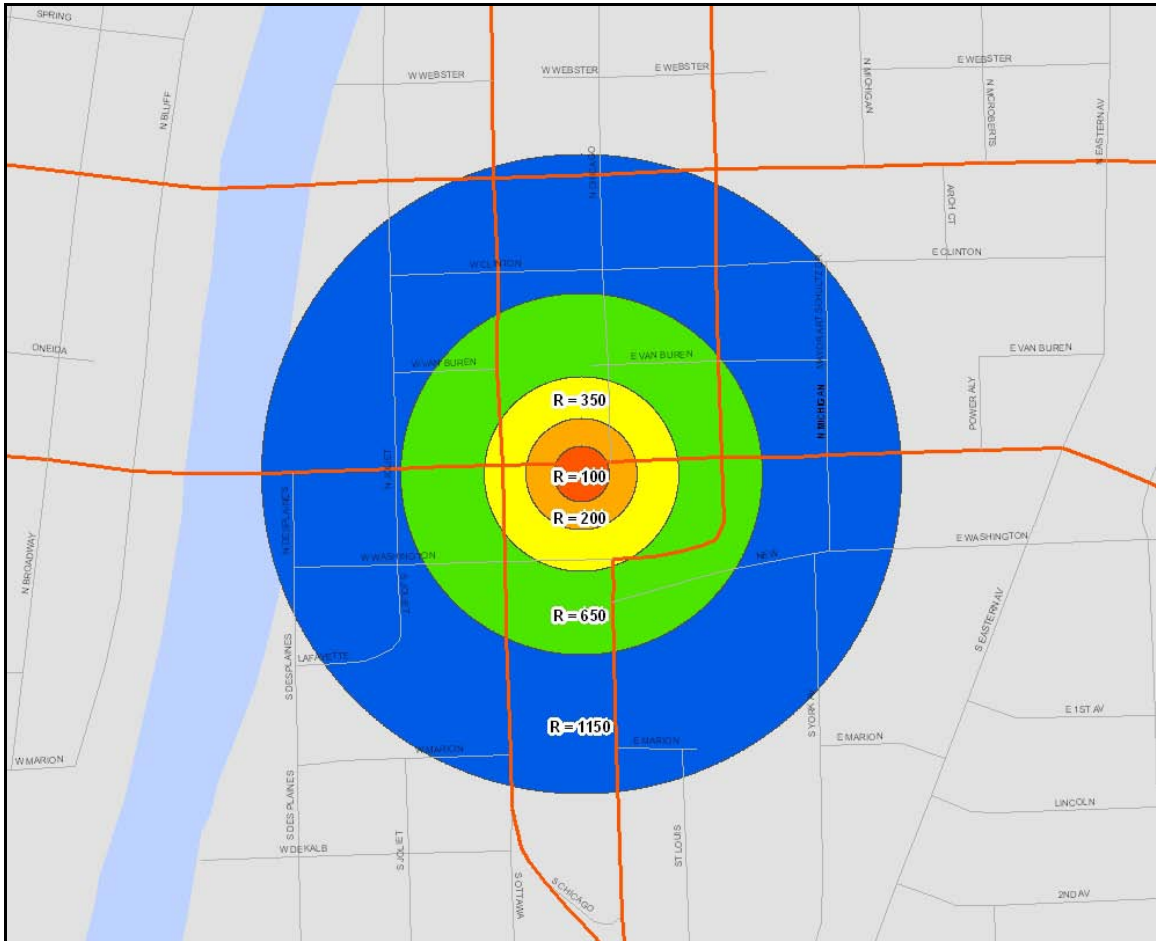 SPRING
W WEBSTER
W WEBSTER
E WEBSTER
E WEBSTER
N BLUFF
N MICHIGAN
N MCROBERTS
N EASTERN AV
N CHICAGO
ARCH CT
W CLINTON
E CLINTON
ONEIDA
W VAN BUREN
E VAN BUREN
E VAN BUREN
POWER ALY
R = 350
N MICHIGAN
N JOLIET
R = 100
R = 200
N DESPLAINES
W WASHINGTON
E WASHINGTON
NEW
N BROADWAY
R = 650
S EASTERN AV
LAFAYETTE
S DESPLAINES
R = 1150
E 1ST AV
W MARION
W MARION
E MARION
E MARION
S DES PLAINES
LINCOLN
W DEKALB
S JOLIET
ST LOUIS
S OTTAWA
S CHICAGO
2ND AV